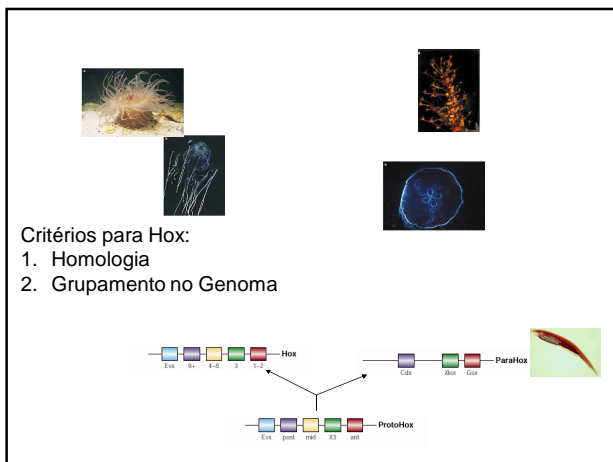 Critérios para Hox:
1. Homologia
2. Grupamento no Genoma
Hox
Evx 9+ 4–8 3 1–2
ParaHox
Cdx Xlox Gsx
ProtoHox
Evx post mid X3 ant